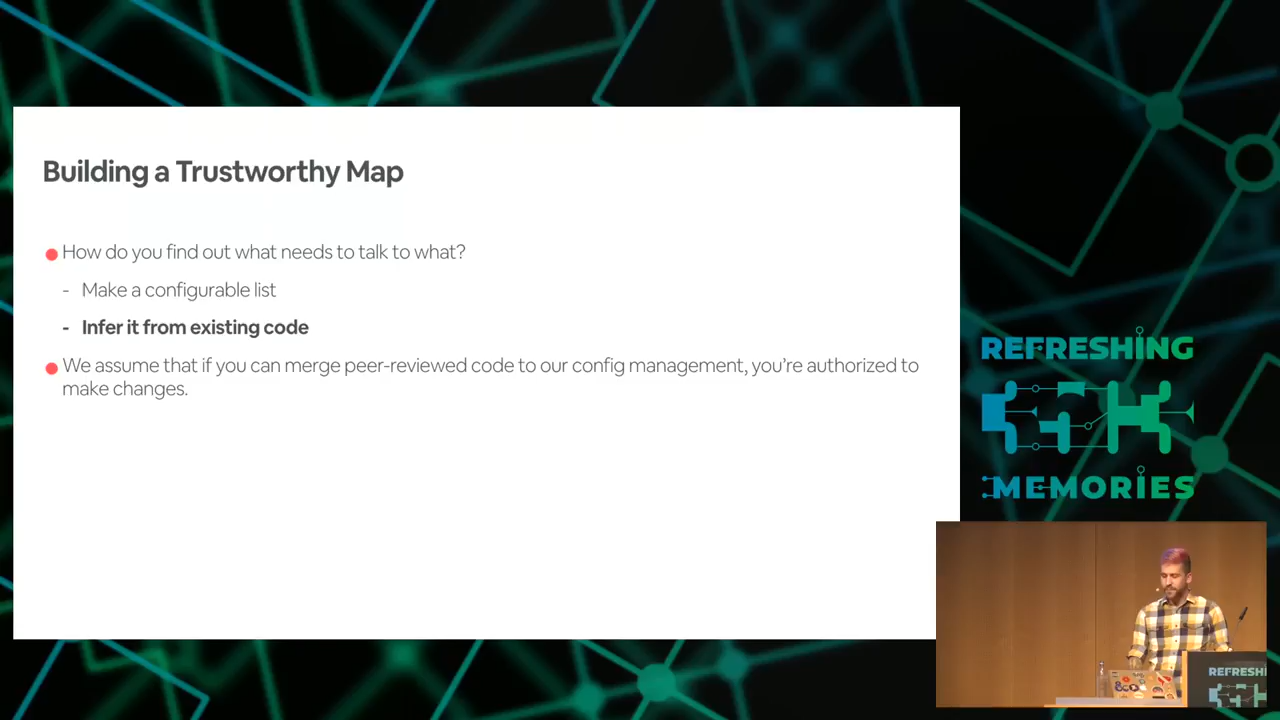 Building a Trustworthy Map
How do you find out what needs to talk to what?
- Make a configurable list
- Infer it from existing code
We assume that if you can merge peer-reviewed code to our config management, you're authorized to
make changes.
REFRESHING
MEMORIES
REFRESHI